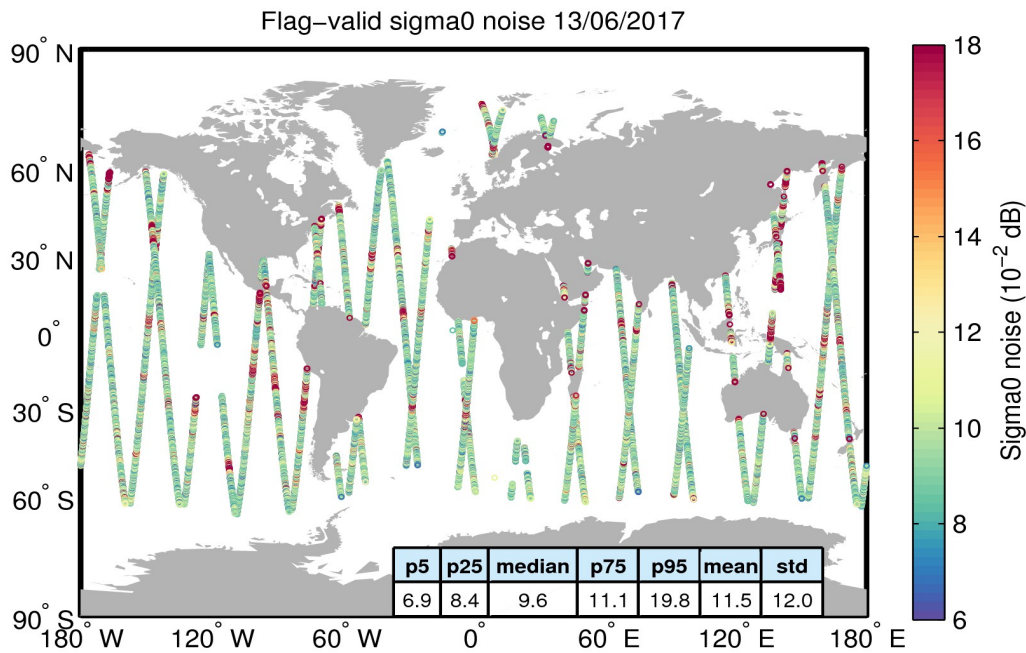 Flag−valid sigma0 noise 13/06/2017
90° N
60° N
30° N
0°
30° S
60° S
90° S
180° W
120° W
60° W
0°
60° E
120° E
180° E
p5 p25 median p75 p95 mean std
6.9 8.4 9.6 11.1 19.8 11.5 12.0
18
16
14
12
10
8
6
Sigma0 noise (10⁻² dB)